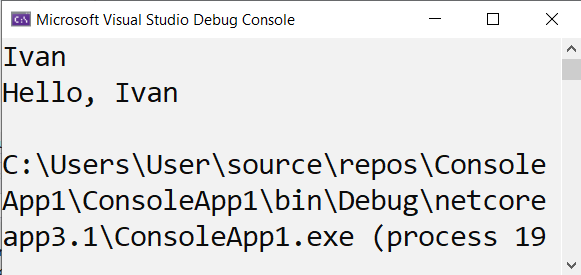 Microsoft Visual Studio Debug Console
Ivan
Hello, Ivan
C:\Users\User\source\repos\Console
App1\ConsoleApp1\bin\Debug\netcore
app3.1\ConsoleApp1.exe (process 19